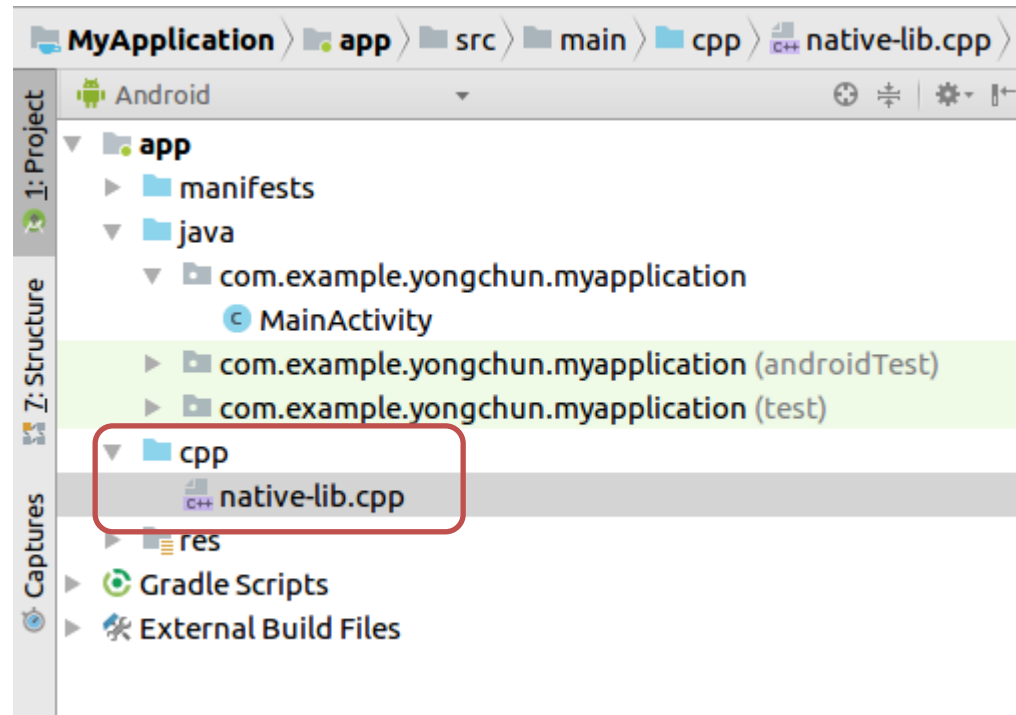 MyApplication app src main cpp C++ native-lib.cpp
Android
1: Project
app
manifests
java
com.example.yongchun.myapplication
C MainActivity
7: Structure
com.example.yongchun.myapplication (androidTest)
com.example.yongchun.myapplication (test)
cpp
C++ native-lib.cpp
Captures
res
Gradle Scripts
External Build Files